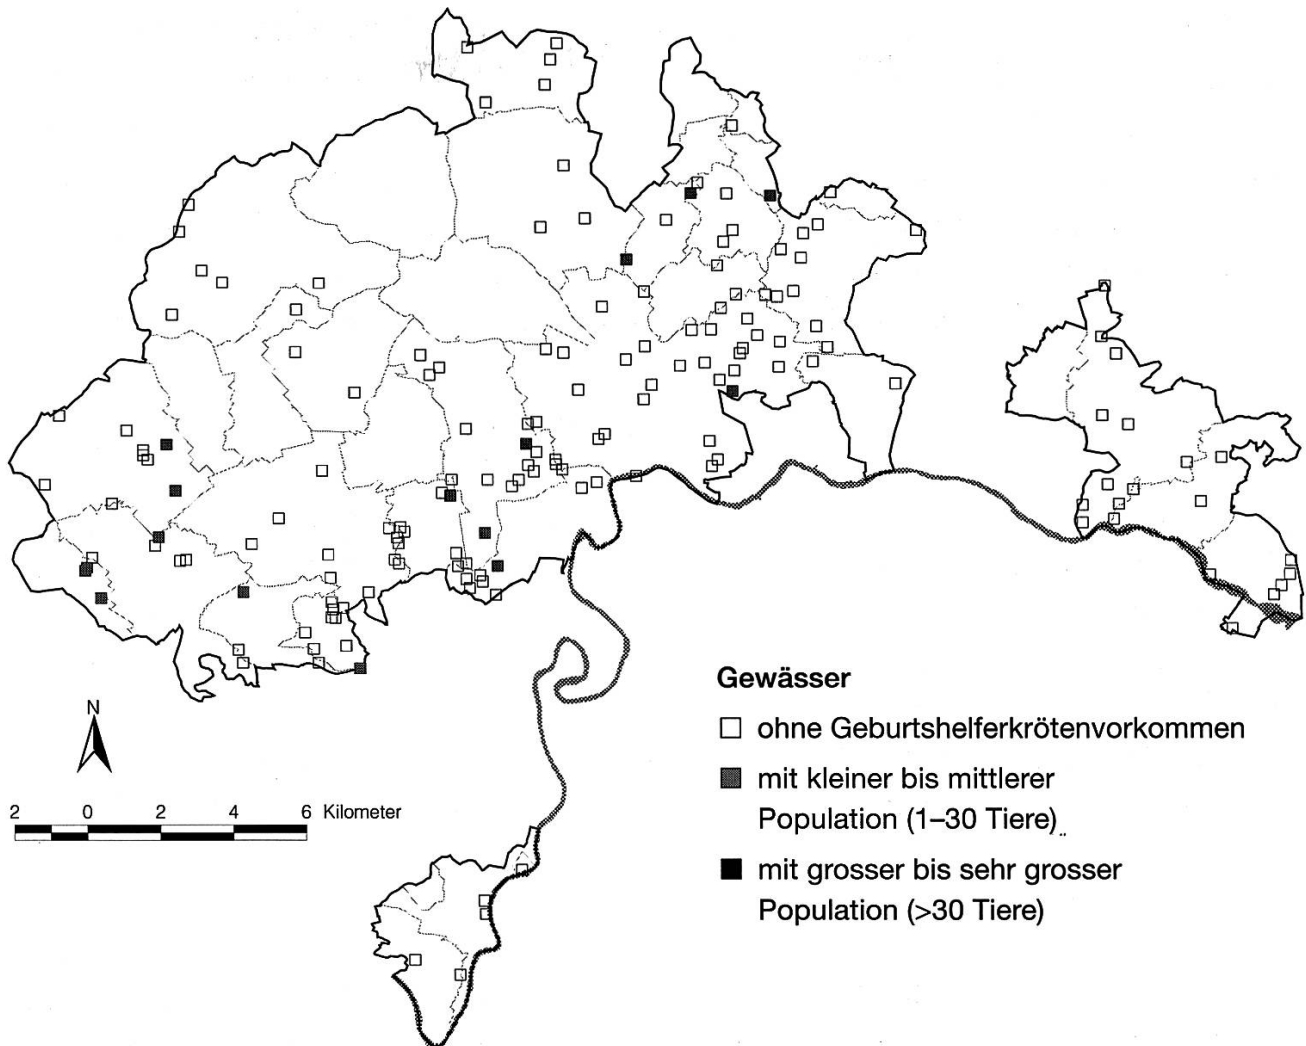 Gewässer
ohne Geburtshelferkrötenvorkommen
mit kleiner bis mittlerer
Population (1–30 Tiere)
mit grosser bis sehr grosser
Population (>30 Tiere)
N
2 0 2 4 6 Kilometer